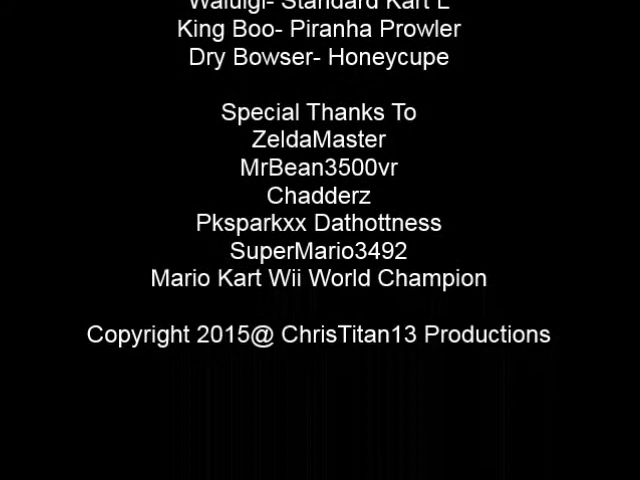 Waluigi- Standard Kart L
King Boo- Piranha Prowler
Dry Bowser- Honeycupe
Special Thanks To
ZeldaMaster
MrBean3500vr
Chadderz
Pksparkxx Dathottness
SuperMario3492
Mario Kart Wii World Champion
Copyright 2015@ ChrisTitan13 Productions